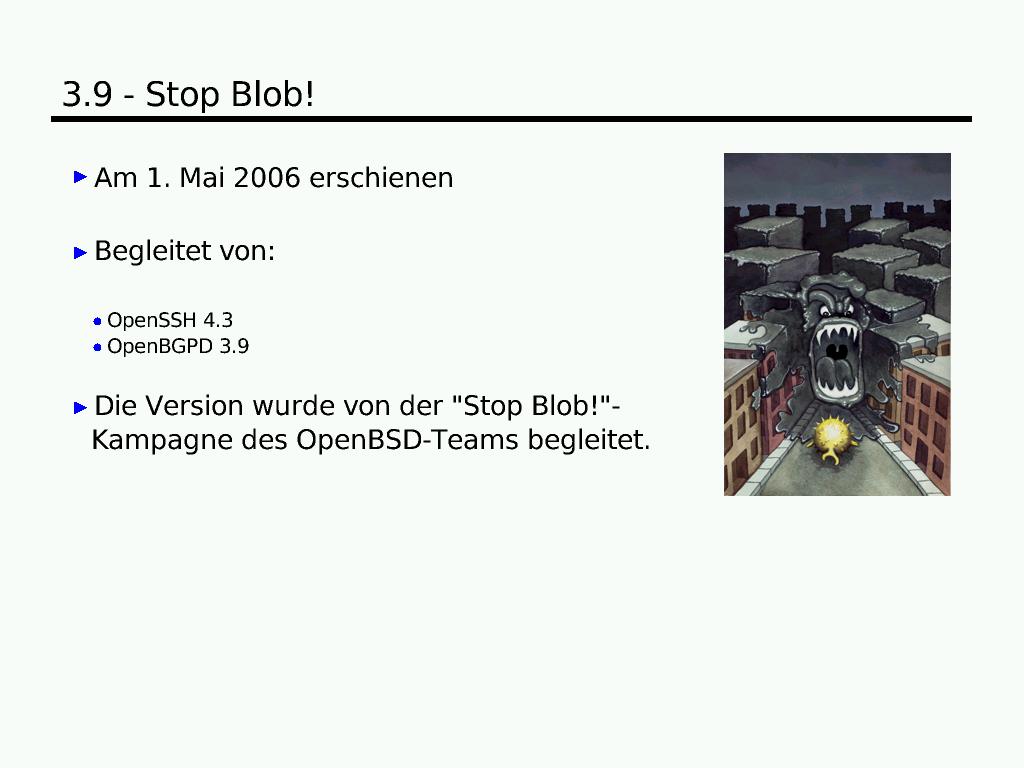 3.9 - Stop Blob!
Am 1. Mai 2006 erschienen
Begleitet von:
OpenSSH 4.3
OpenBGPD 3.9
Die Version wurde von der "Stop Blob!"-
Kampagne des OpenBSD-Teams begleitet.